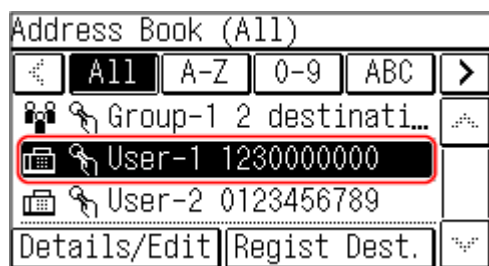 Address Book (All)
All A-Z 0-9 ABC >
Group-1 2 destinati…
User-1 1230000000
User-2 0123456789
Details/Edit Regist Dest.